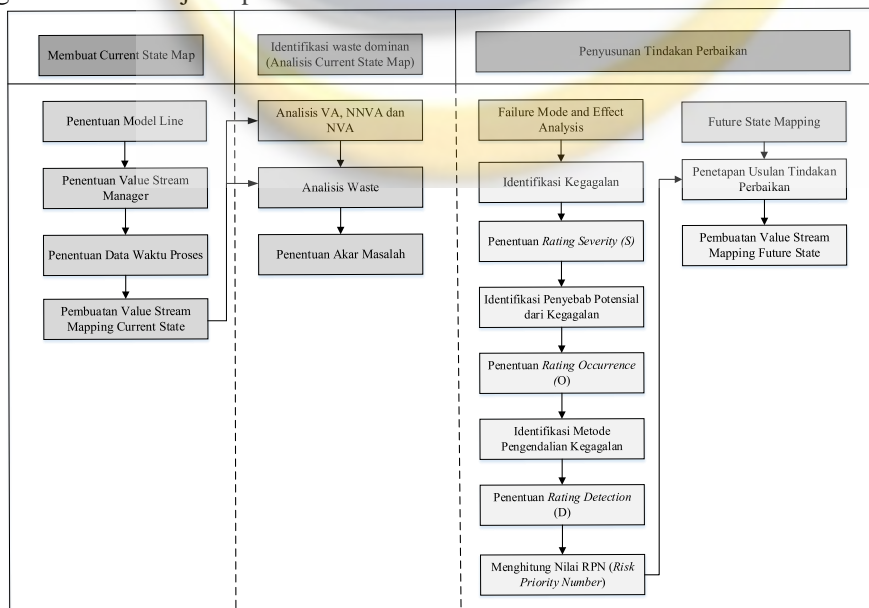 Membuat Current State Map
Identifikasi waste dominan
(Analisis Current State Map)
Penyusunan Tindakan Perbaikan
Penentuan Model Line
Penentuan Value Stream
Manager
Penentuan Data Waktu Proses
Pembuatan Value Stream
Mapping Current State
Analisis VA, NNVA dan
NVA
Analisis Waste
Penentuan Akar Masalah
Failure Mode and Effect
Analysis
Identifikasi Kegagalan
Penentuan Rating Severity (S)
Identifikasi Penyebab Potensial
dari Kegagalan
Penentuan Rating Occurrence
(O)
Identifikasi Metode
Pengendalian Kegagalan
Penentuan Rating Detection
(D)
Menghitung Nilai RPN (Risk
Priority Number)
Future State Mapping
Penetapan Usulan Tindakan
Perbaikan
Pembuatan Value Stream
Mapping Future State